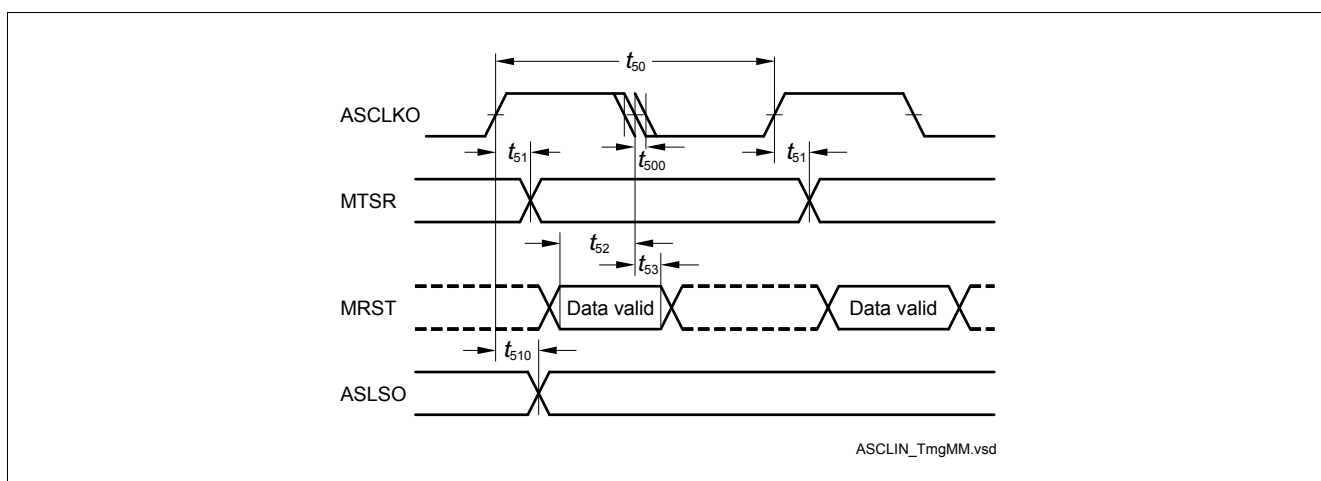 t50
ASCLKO
t51
t500
t51
MTSR
t52
t53
MRST
Data valid
Data valid
t510
ASLSO
ASCLIN_TmgMM.vsd